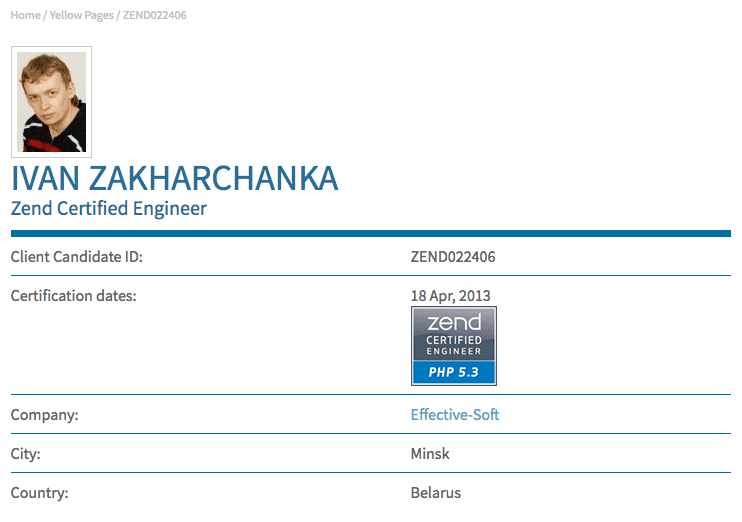 Home / Yellow Pages / ZEND022406
IVAN ZAKHARCHANKA
Zend Certified Engineer
Client Candidate ID: ZEND022406
Certification dates: 18 Apr, 2013
zend
CERTIFIED
ENGINEER
PHP 5.3
Company: Effective-Soft
City: Minsk
Country: Belarus